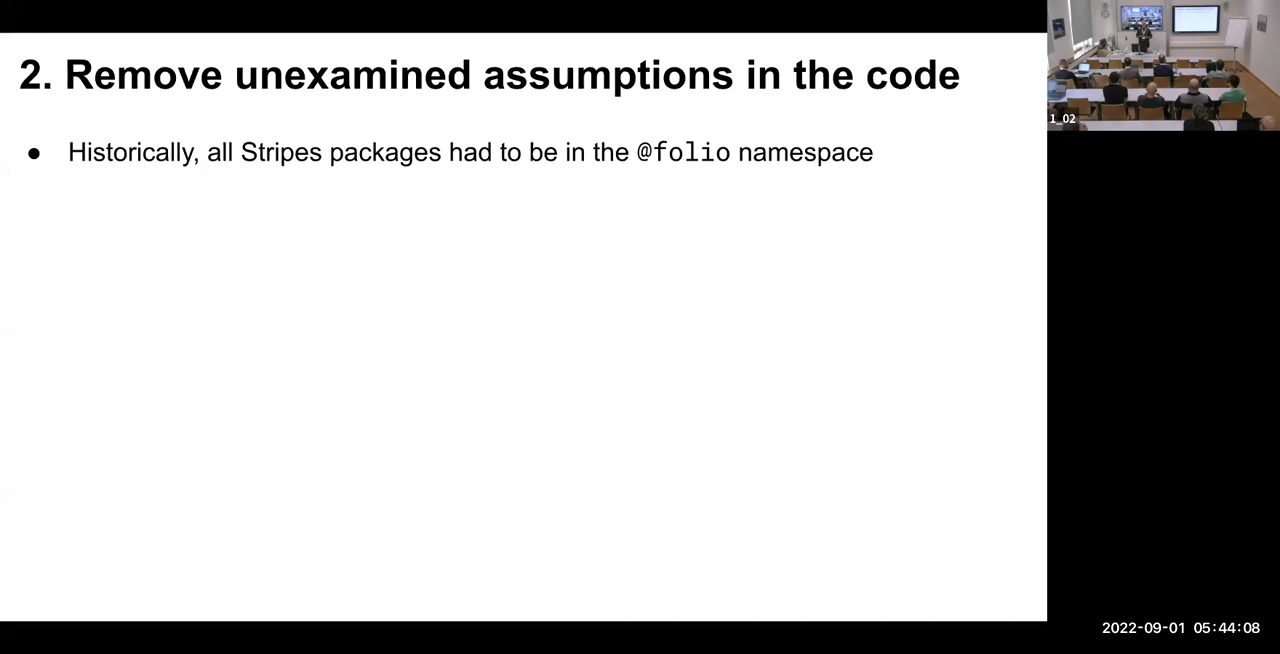 2. Remove unexamined assumptions in the code
● Historically, all Stripes packages had to be in the @folio namespace
1_02
2022-09-01 05:44:08